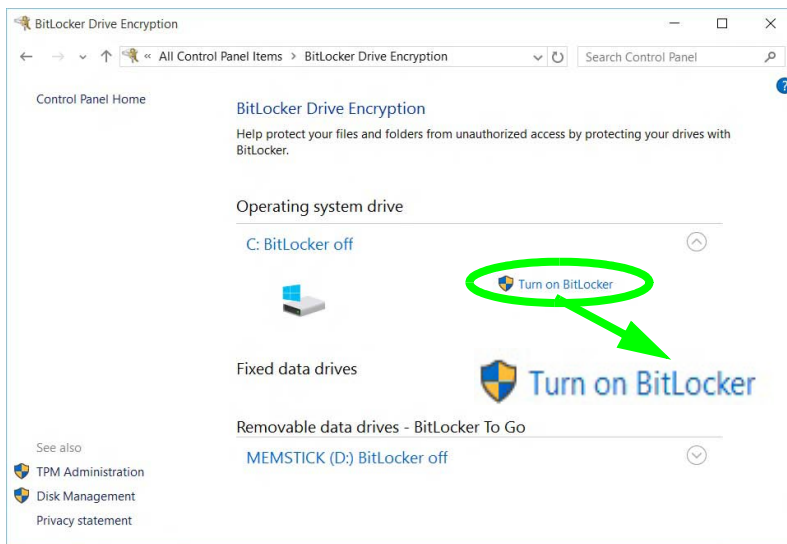 BitLocker Drive Encryption
« All Control Panel Items > BitLocker Drive Encryption
Search Control Panel
?
Control Panel Home
BitLocker Drive Encryption
Help protect your files and folders from unauthorized access by protecting your drives with
BitLocker.
Operating system drive
C: BitLocker off
Turn on BitLocker
Fixed data drives
Turn on BitLocker
Removable data drives - BitLocker To Go
MEMSTICK (D:) BitLocker off
See also
TPM Administration
Disk Management
Privacy statement